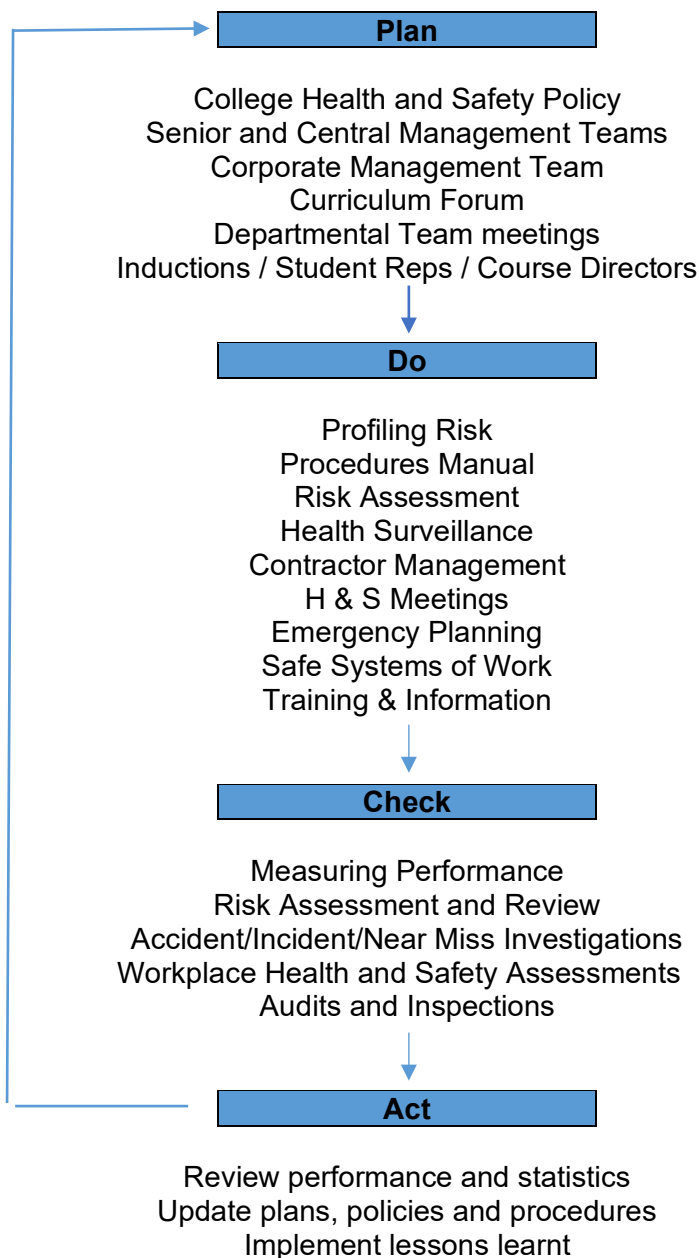 Plan
College Health and Safety Policy
Senior and Central Management Teams
Corporate Management Team
Curriculum Forum
Departmental Team meetings
Inductions / Student Reps / Course Directors
Do
Profiling Risk
Procedures Manual
Risk Assessment
Health Surveillance
Contractor Management
H & S Meetings
Emergency Planning
Safe Systems of Work
Training & Information
Check
Measuring Performance
Risk Assessment and Review
Accident/Incident/Near Miss Investigations
Workplace Health and Safety Assessments
Audits and Inspections
Act
Review performance and statistics
Update plans, policies and procedures
Implement lessons learnt